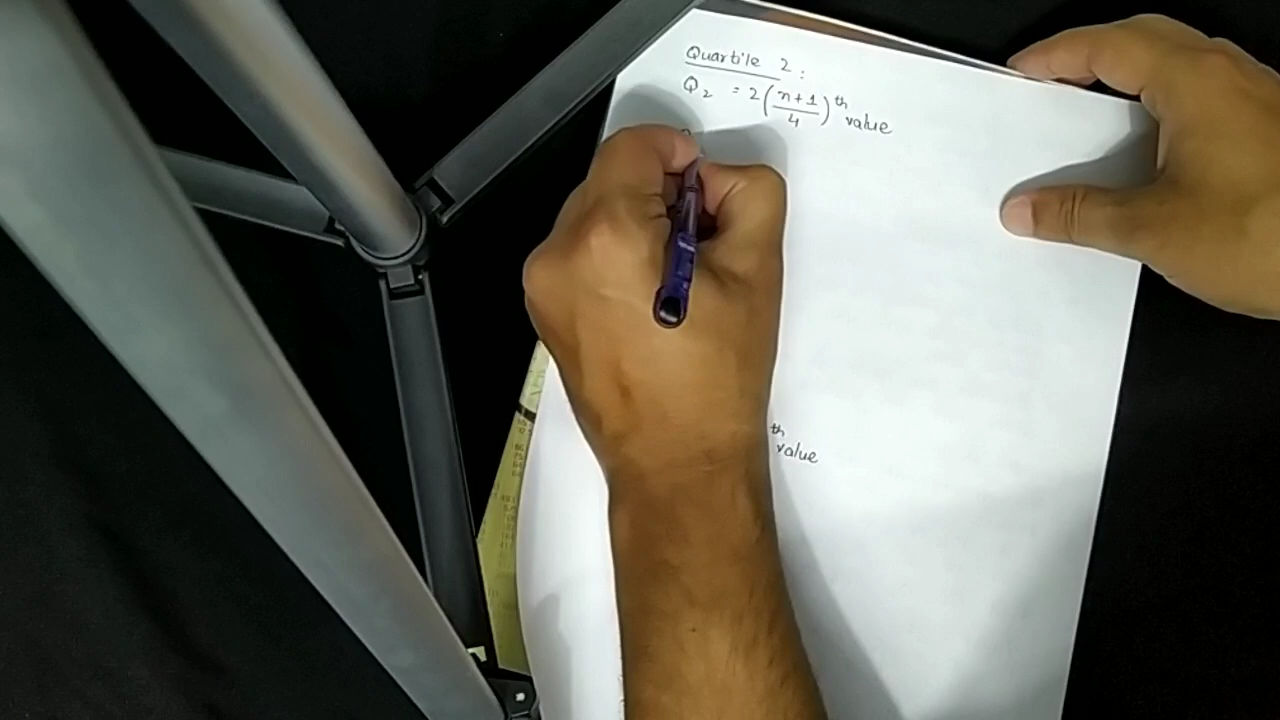 Quartile 2 :
Q₂ = 2(n+1/4)th value
th value